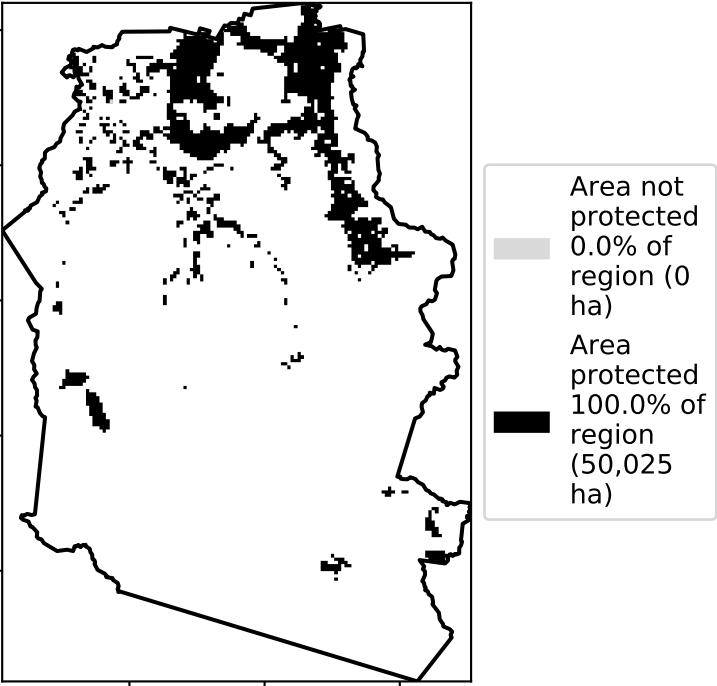 Area not
protected
0.0% of
region (0
ha)
Area
protected
100.0% of
region
(50,025
ha)